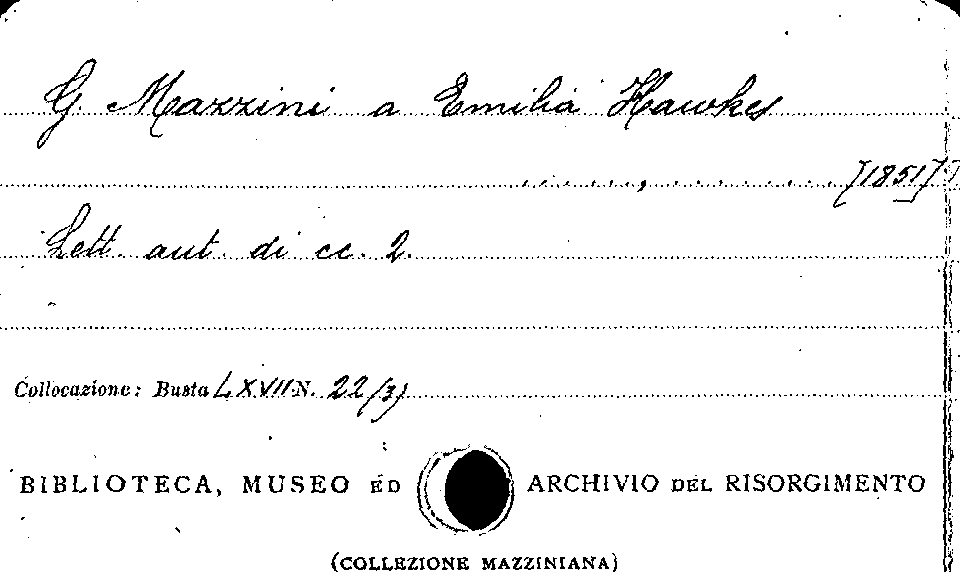 G. Mazzini a Emilia Hawkes
......, ......... [1851]
Lett. aut. di cc. 2.
Collocazione: Busta LXVII N. 22/3)
BIBLIOTECA, MUSEO ED ARCHIVIO DEL RISORGIMENTO
(COLLEZIONE MAZZINIANA)